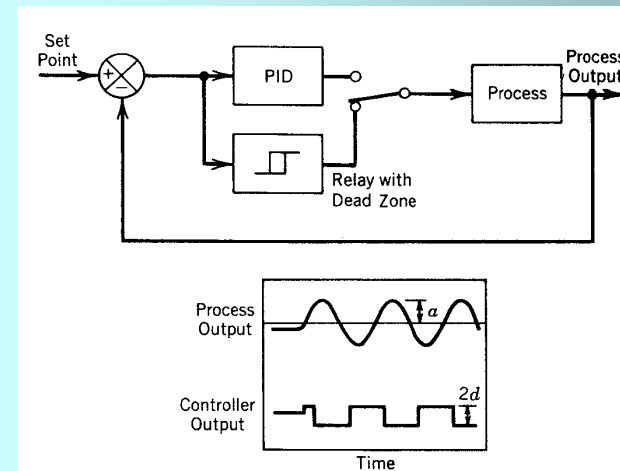 Set
Point
+
−
PID
Process
Process
Output
Relay with
Dead Zone
Process
Output
a
Controller
Output
2d
Time